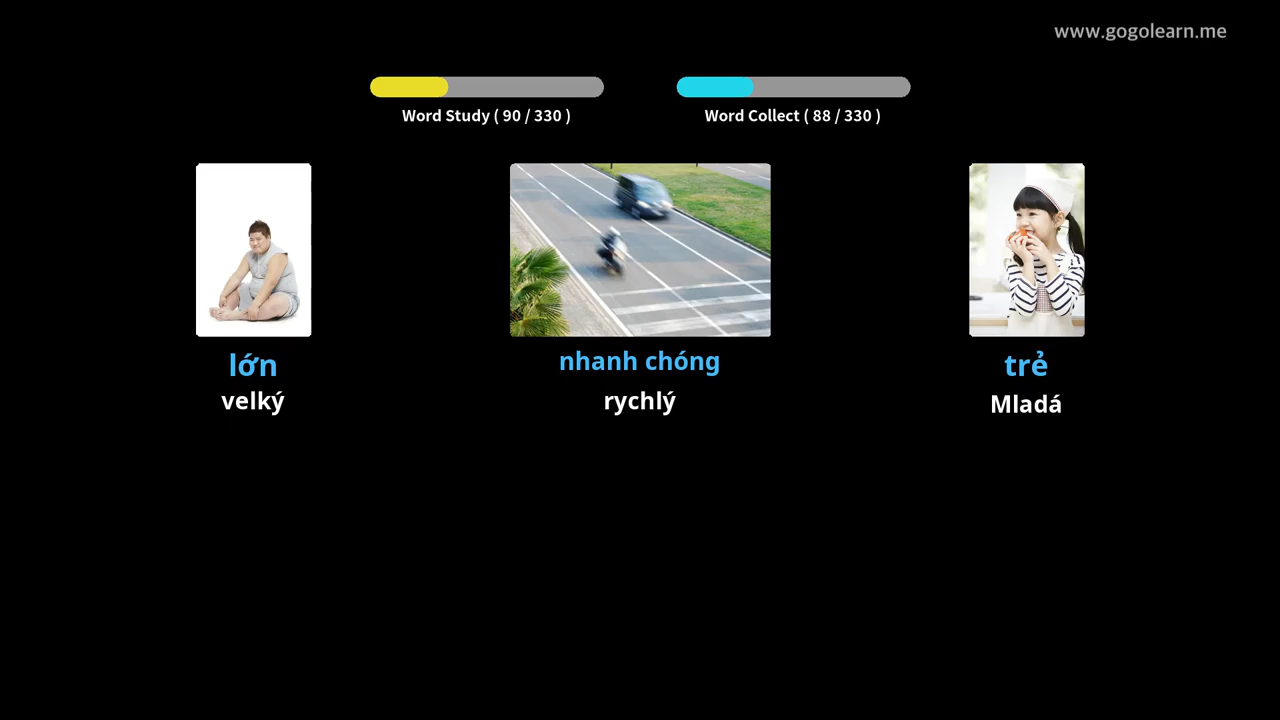 www.gogolearn.me
Word Study ( 90 / 330 )
Word Collect ( 88 / 330 )
lớn
nhanh chóng
trẻ
velký
rychlý
Mladá